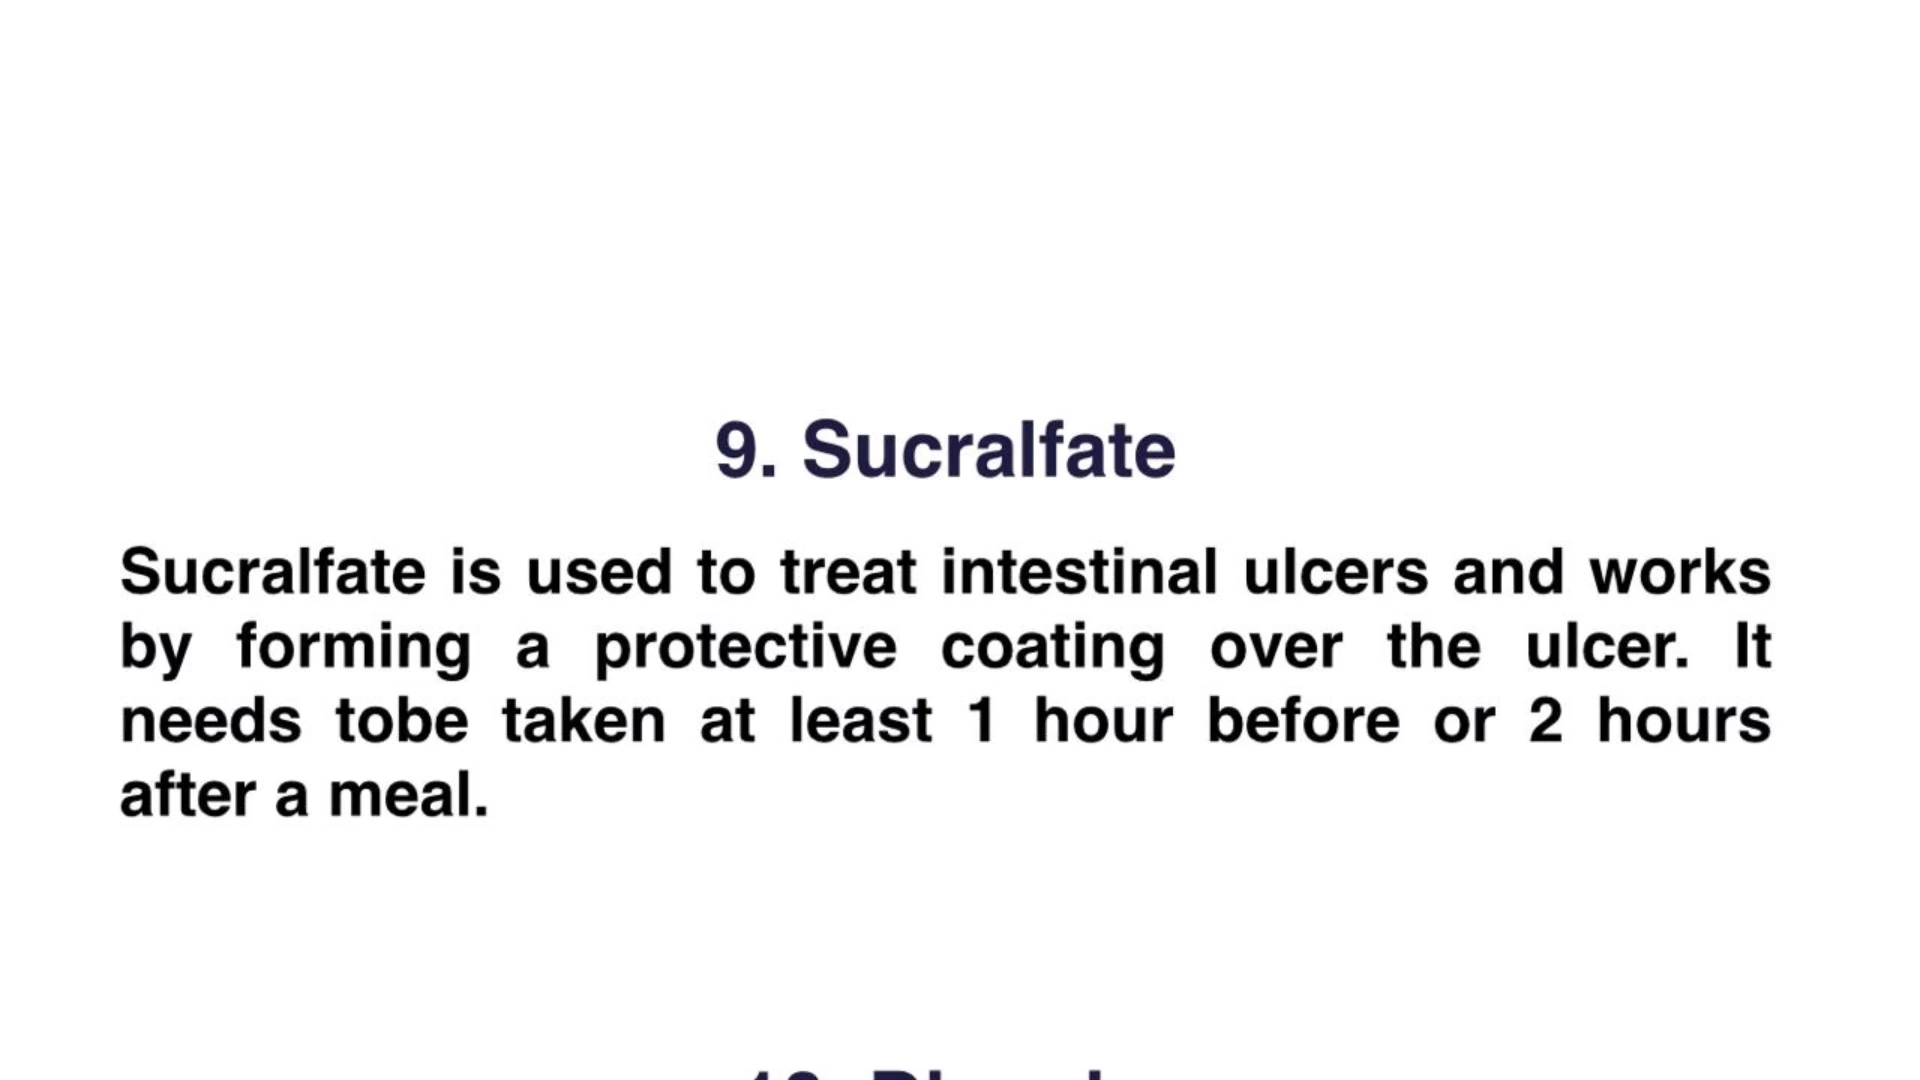 9. Sucralfate
Sucralfate is used to treat intestinal ulcers and works
by forming a protective coating over the ulcer. It
needs tobe taken at least 1 hour before or 2 hours
after a meal.